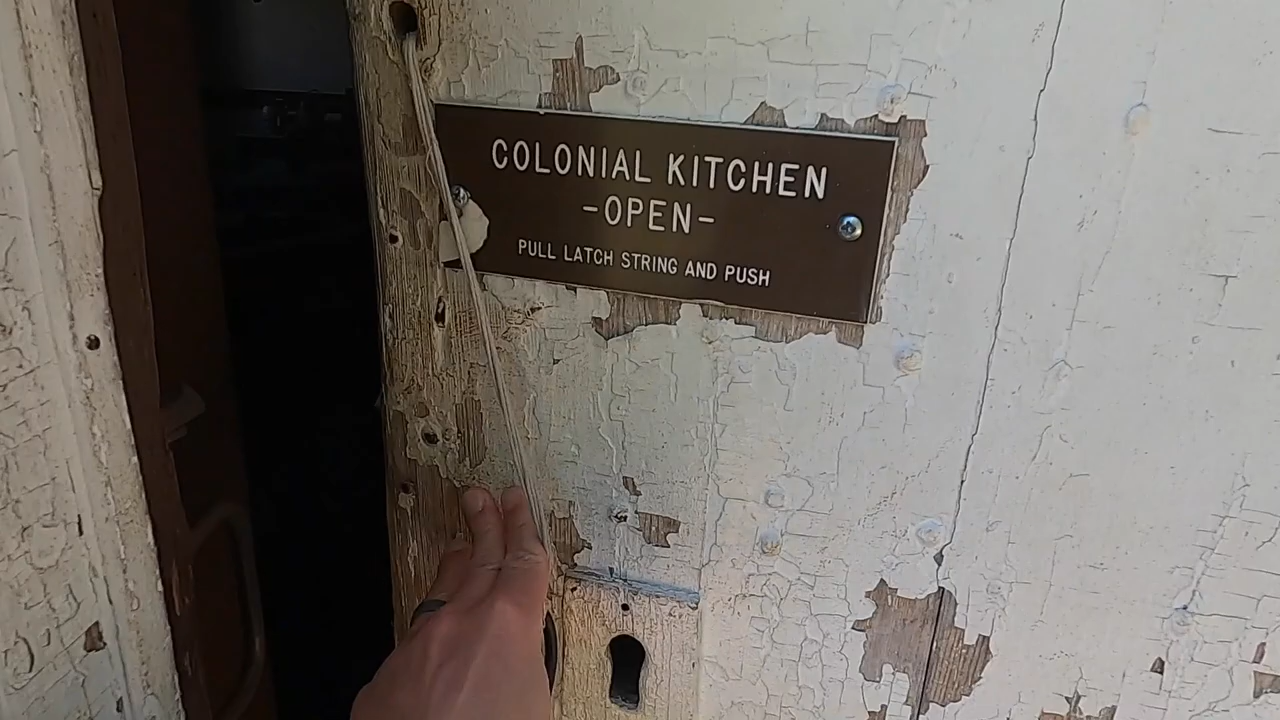 COLONIAL KITCHEN
-OPEN-
PULL LATCH STRING AND PUSH